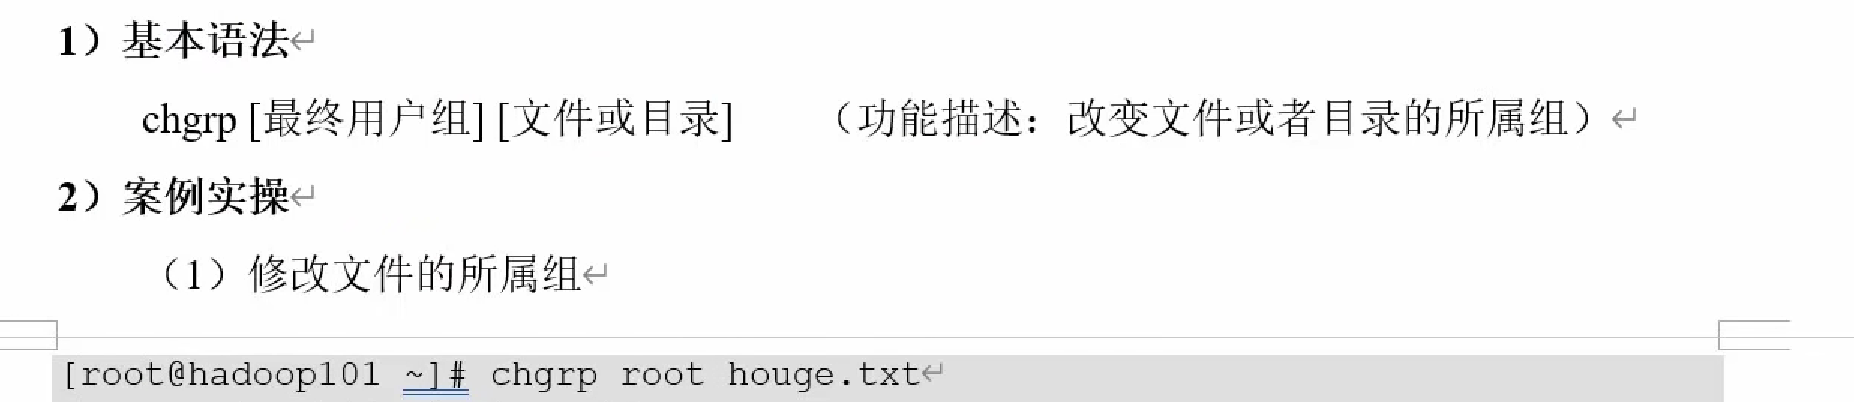 1）基本语法↵
chgrp [最终用户组] [文件或目录] （功能描述：改变文件或者目录的所属组）↵
2）案例实操↵
（1）修改文件的所属组↵
[root@hadoop101 ~]# chgrp root houge.txt↵